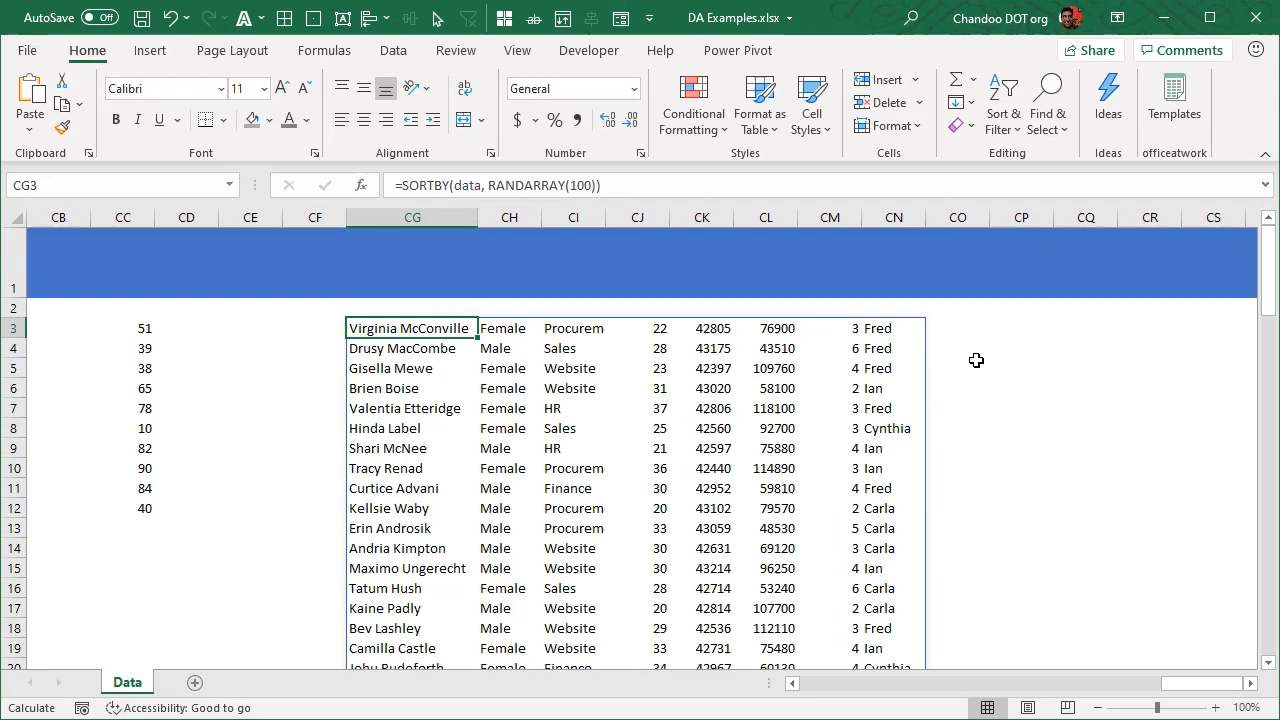 AutoSave Off DA Examples.xlsx Chandoo DOT org
File Home Insert Page Layout Formulas Data Review View Developer Help Power Pivot Share Comments
Calibri 11 General Insert
Paste B I U $ % Conditional Formatting Format as Table Cell Styles Delete Sort & Filter Find & Select Ideas Templates
Format
Clipboard Font Alignment Number Styles Cells Editing Ideas officeatwork
CG3 fx =SORTBY(data, RANDARRAY(100))
CB CC CD CE CF CG CH CI CJ CK CL CM CN CO CP CQ CR CS
1
2
3 51 Virginia McConville Female Procurem 22 42805 76900 3 Fred
4 39 Drusy MacCombe Male Sales 28 43175 43510 6 Fred
5 38 Gisella Mewe Female Website 23 42397 109760 4 Fred
6 65 Brien Boise Female Website 31 43020 58100 2 Ian
7 78 Valentia Etteridge Female HR 37 42806 118100 3 Fred
8 10 Hinda Label Female Sales 25 42560 92700 3 Cynthia
9 82 Shari McNee Male HR 21 42597 75880 4 Ian
10 90 Tracy Renad Female Procurem 36 42440 114890 3 Ian
11 84 Curtice Advani Male Finance 30 42952 59810 4 Fred
12 40 Kellsie Waby Male Procurem 20 43102 79570 2 Carla
13 Erin Androsik Male Procurem 33 43059 48530 5 Carla
14 Andria Kimpton Male Website 30 42631 69120 3 Carla
15 Maximo Ungerecht Male Website 30 43214 96250 4 Ian
16 Tatum Hush Female Sales 28 42714 53240 6 Carla
17 Kaine Padly Male Website 20 42814 107700 2 Carla
18 Bev Lashley Male Website 29 42536 112110 3 Fred
19 Camilla Castle Female Website 33 42731 75480 4 Ian
20 Female Finance 34 42967 60130 4 Cynthia
Data
Calculate Accessibility: Good to go 100%